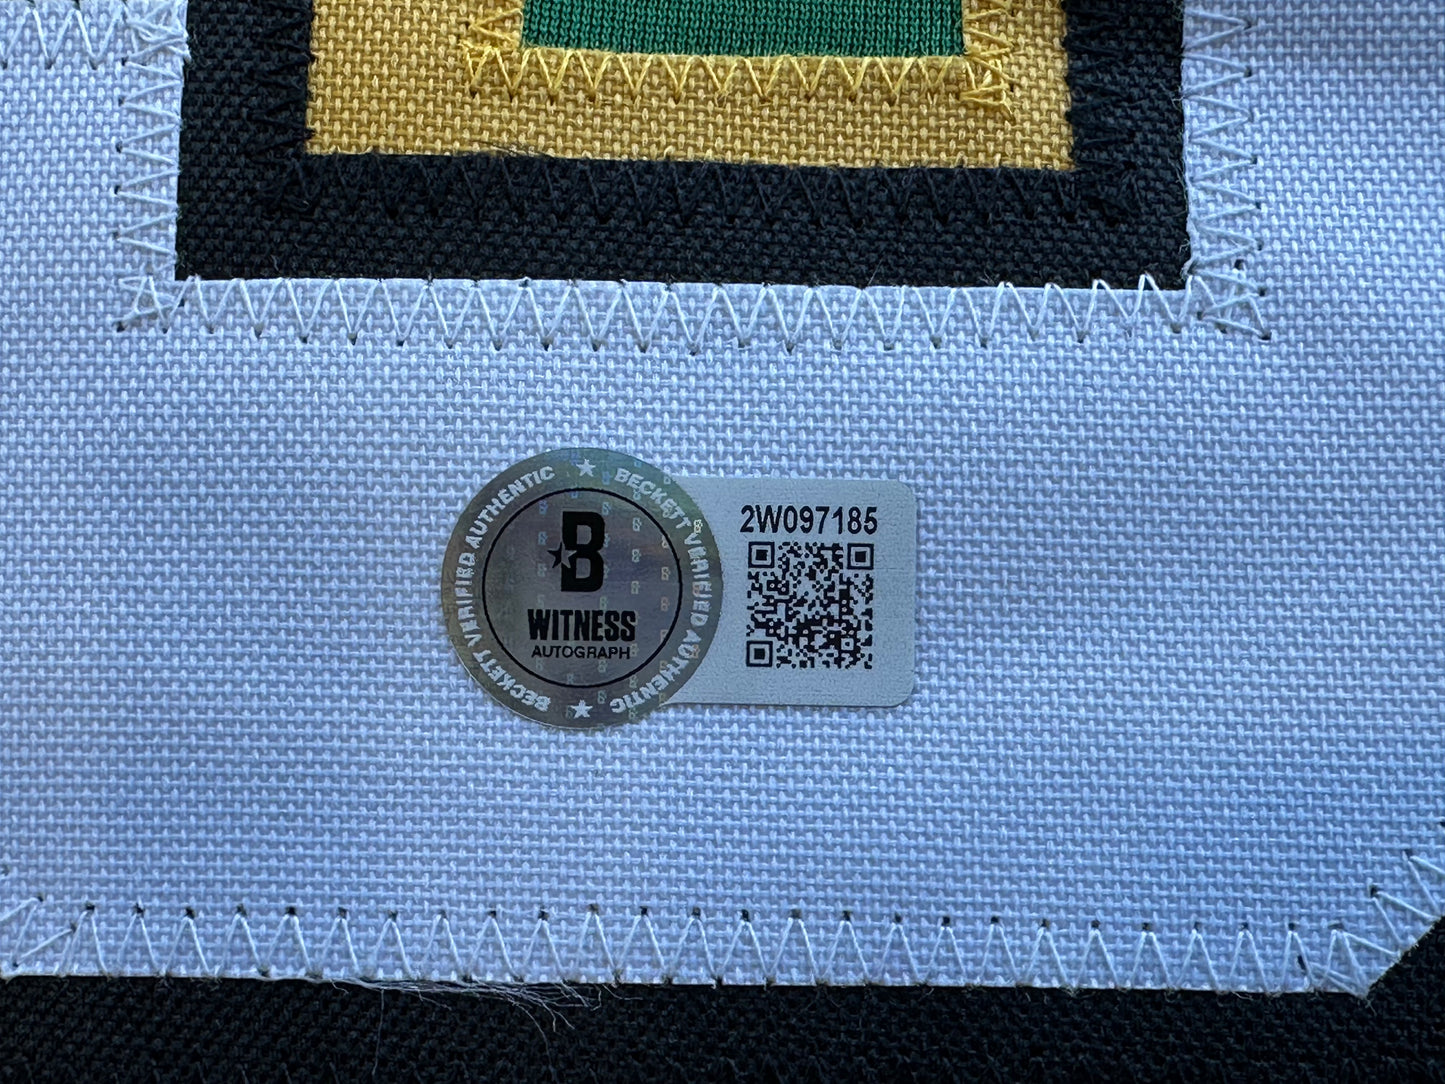 BECKETT VERIFIED AUTHENTIC ★ BECKETT VERIFIED AUTHENTIC ★
B
WITNESS
AUTOGRAPH
2W097185